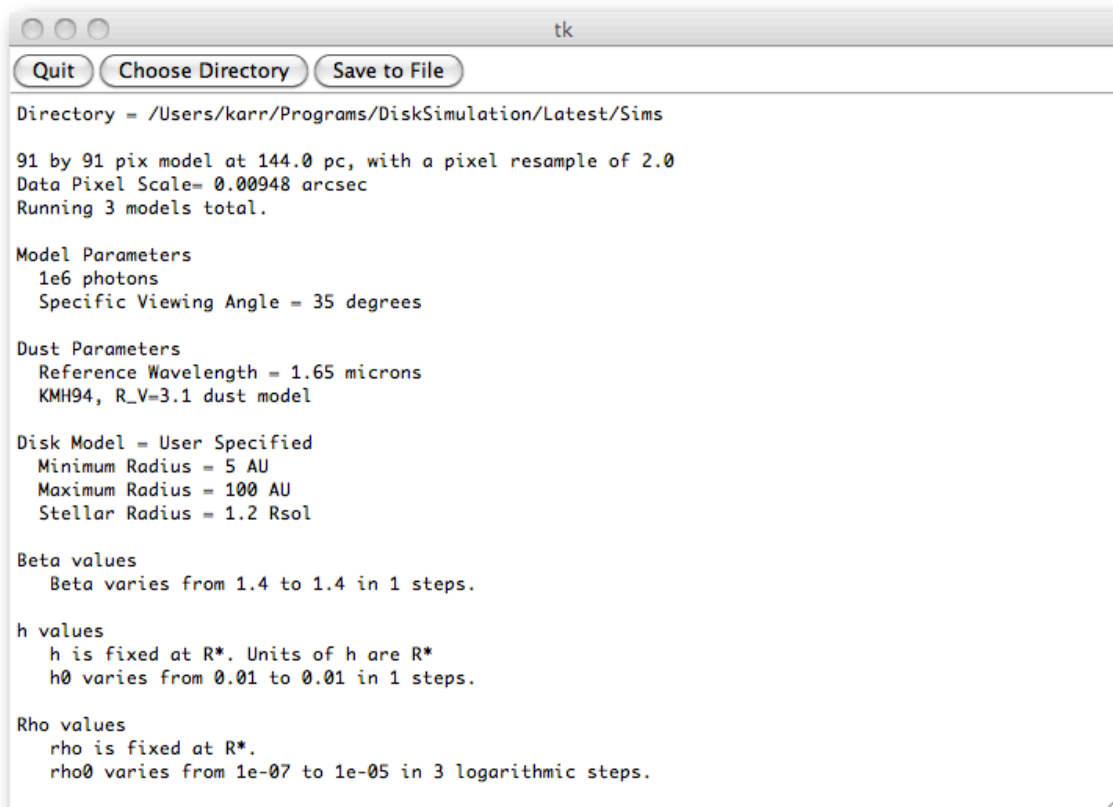 tk
Quit Choose Directory Save to File
Directory = /Users/karr/Programs/DiskSimulation/Latest/Sims
91 by 91 pix model at 144.0 pc, with a pixel resample of 2.0
Data Pixel Scale= 0.00948 arcsec
Running 3 models total.
Model Parameters
1e6 photons
Specific Viewing Angle = 35 degrees
Dust Parameters
Reference Wavelength = 1.65 microns
KMH94, R_V=3.1 dust model
Disk Model = User Specified
Minimum Radius = 5 AU
Maximum Radius = 100 AU
Stellar Radius = 1.2 Rsol
Beta values
Beta varies from 1.4 to 1.4 in 1 steps.
h values
h is fixed at R*. Units of h are R*
h0 varies from 0.01 to 0.01 in 1 steps.
Rho values
rho is fixed at R*.
rho0 varies from 1e-07 to 1e-05 in 3 logarithmic steps.